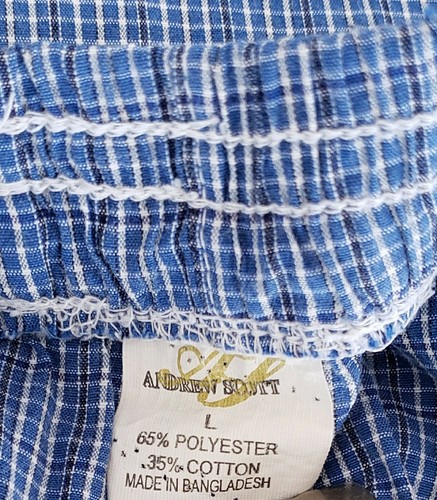 ANDREW SCOTT
L
65% POLYESTER
35% COTTON
MADE IN BANGLADESH